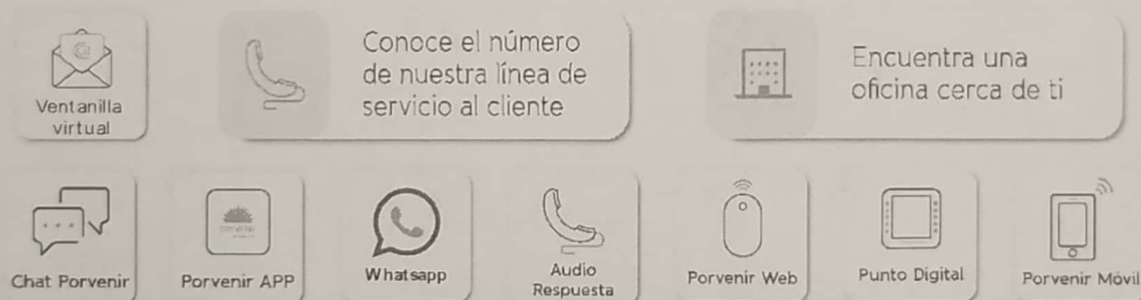 Ventanilla
virtual
Conoce el número
de nuestra línea de
servicio al cliente
Encuentra una
oficina cerca de ti
Chat Porvenir
Porvenir APP
Whatsapp
Audio
Respuesta
Porvenir Web
Punto Digital
Porvenir Móvil